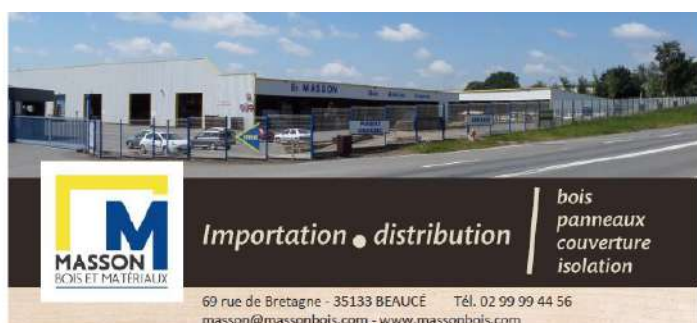 Bs MASSON
MASSON
BOIS ET MATÉRIAUX
Importation • distribution
bois
panneaux
couverture
isolation
69 rue de Bretagne - 35133 BEAUCÉ Tél. 02 99 99 44 56
masson@massonbois.com - www.massonbois.com